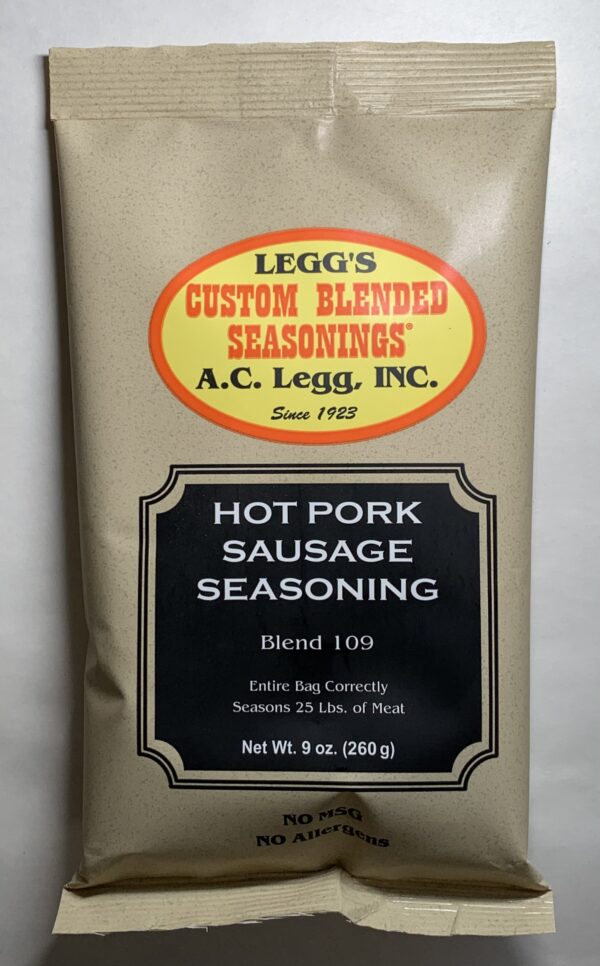 LEGG'S
CUSTOM BLENDED
SEASONINGS®
A.C. Legg, INC.
Since 1923
HOT PORK
SAUSAGE
SEASONING
Blend 109
Entire Bag Correctly
Seasons 25 Lbs. of Meat
Net Wt. 9 oz. (260 g)
NO MSG
NO Allergens